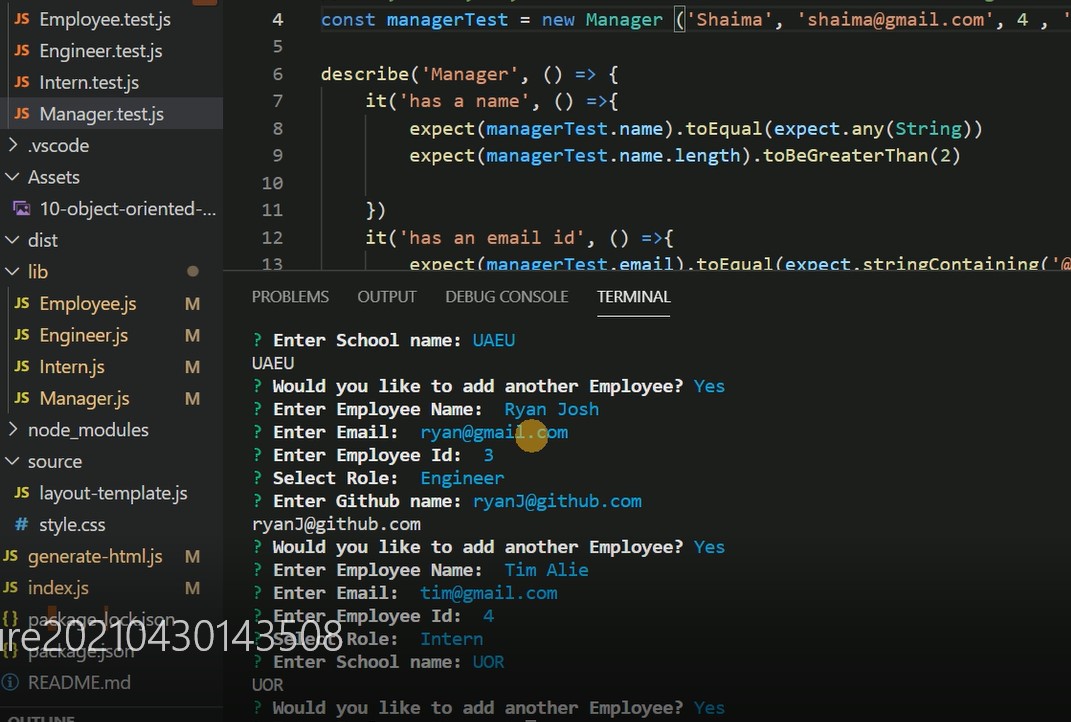 JS Employee.test.js
JS Engineer.test.js
JS Intern.test.js
JS Manager.test.js
.vscode
Assets
10-object-oriented-...
dist
lib
JS Employee.js M
JS Engineer.js M
JS Intern.js M
JS Manager.js M
node_modules
source
JS layout-template.js
# style.css
JS generate-html.js M
JS index.js M
{} package-lock.json
{} package.json
README.md
OUTLINE
ure20210430143508
4 const managerTest = new Manager ('Shaima', 'shaima@gmail.com', 4 , '
5
6 describe('Manager', () => {
7 it('has a name', () =>{
8 expect(managerTest.name).toEqual(expect.any(String))
9 expect(managerTest.name.length).toBeGreaterThan(2)
10
11 })
12 it('has an email id', () =>{
13 expect(managerTest.email).toEqual(expect.stringContaining('@
PROBLEMS OUTPUT DEBUG CONSOLE TERMINAL
? Enter School name: UAEU
UAEU
? Would you like to add another Employee? Yes
? Enter Employee Name: Ryan Josh
? Enter Email: ryan@gmail.com
? Enter Employee Id: 3
? Select Role: Engineer
? Enter Github name: ryanJ@github.com
ryanJ@github.com
? Would you like to add another Employee? Yes
? Enter Employee Name: Tim Alie
? Enter Email: tim@gmail.com
? Enter Employee Id: 4
? Select Role: Intern
? Enter School name: UOR
UOR
? Would you like to add another Employee? Yes